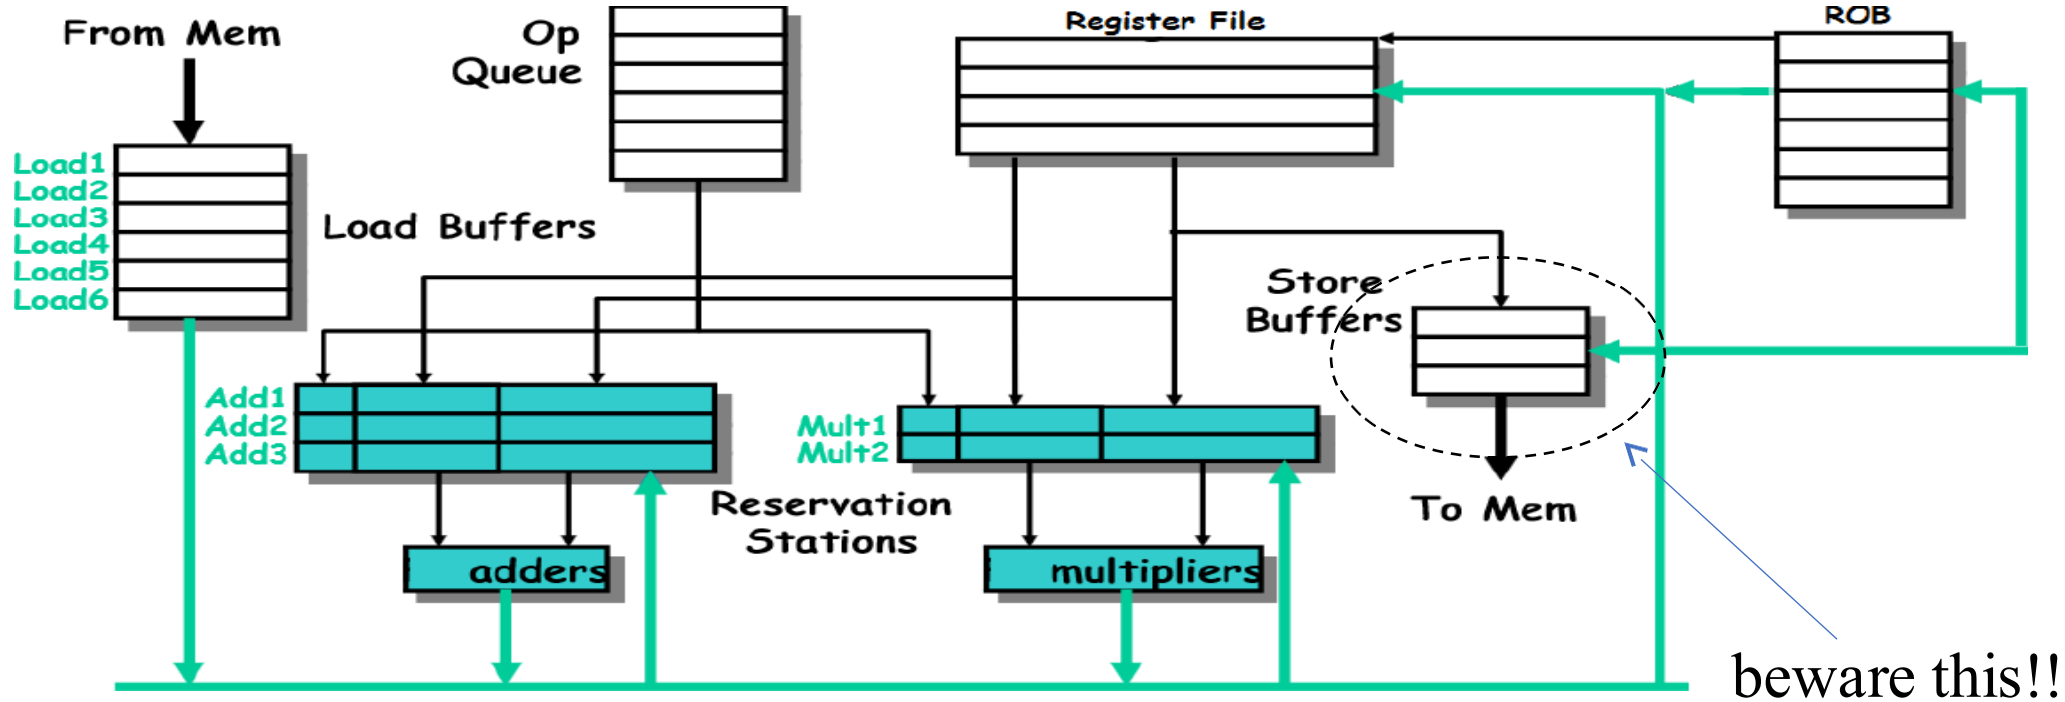 From Mem
Op
Queue
Register File
ROB
Load1
Load2
Load3
Load4
Load5
Load6
Load Buffers
Store
Buffers
Add1
Add2
Add3
Mult1
Mult2
Reservation
Stations
To Mem
adders
multipliers
beware this!!